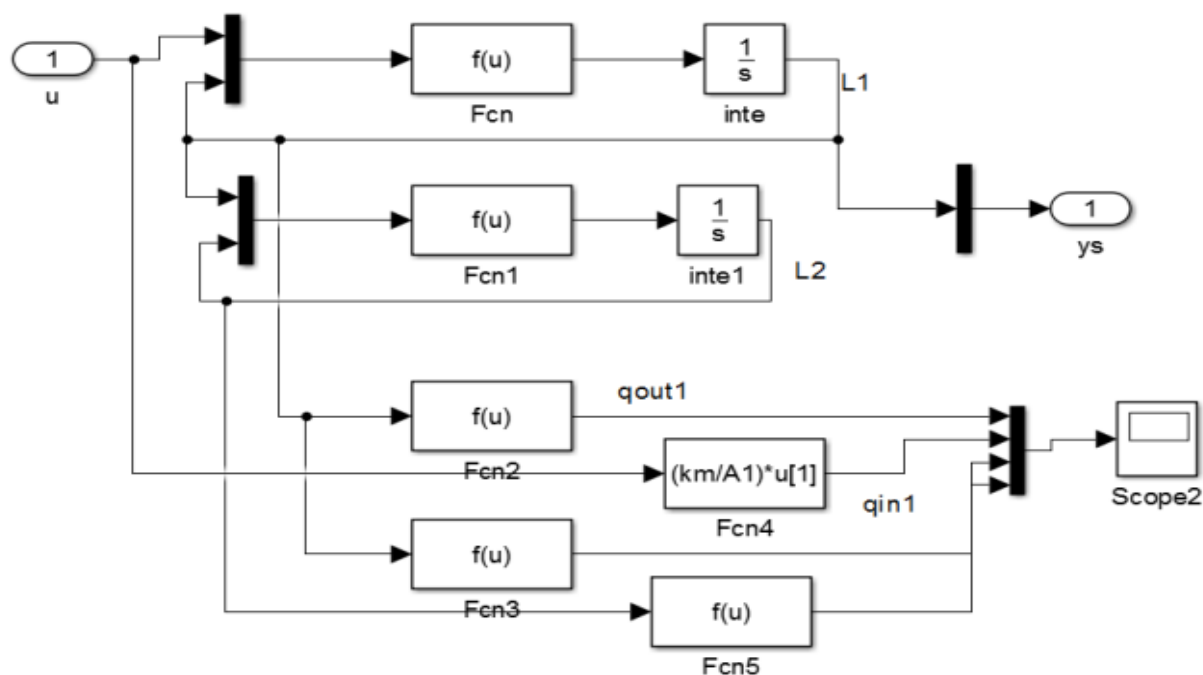 1
u
f(u)
Fcn
1
s
inte
L1
f(u)
Fcn1
1
s
inte1
L2
1
ys
f(u)
Fcn2
qout1
(km/A1)*u[1]
Fcn4
qin1
Scope2
f(u)
Fcn3
f(u)
Fcn5